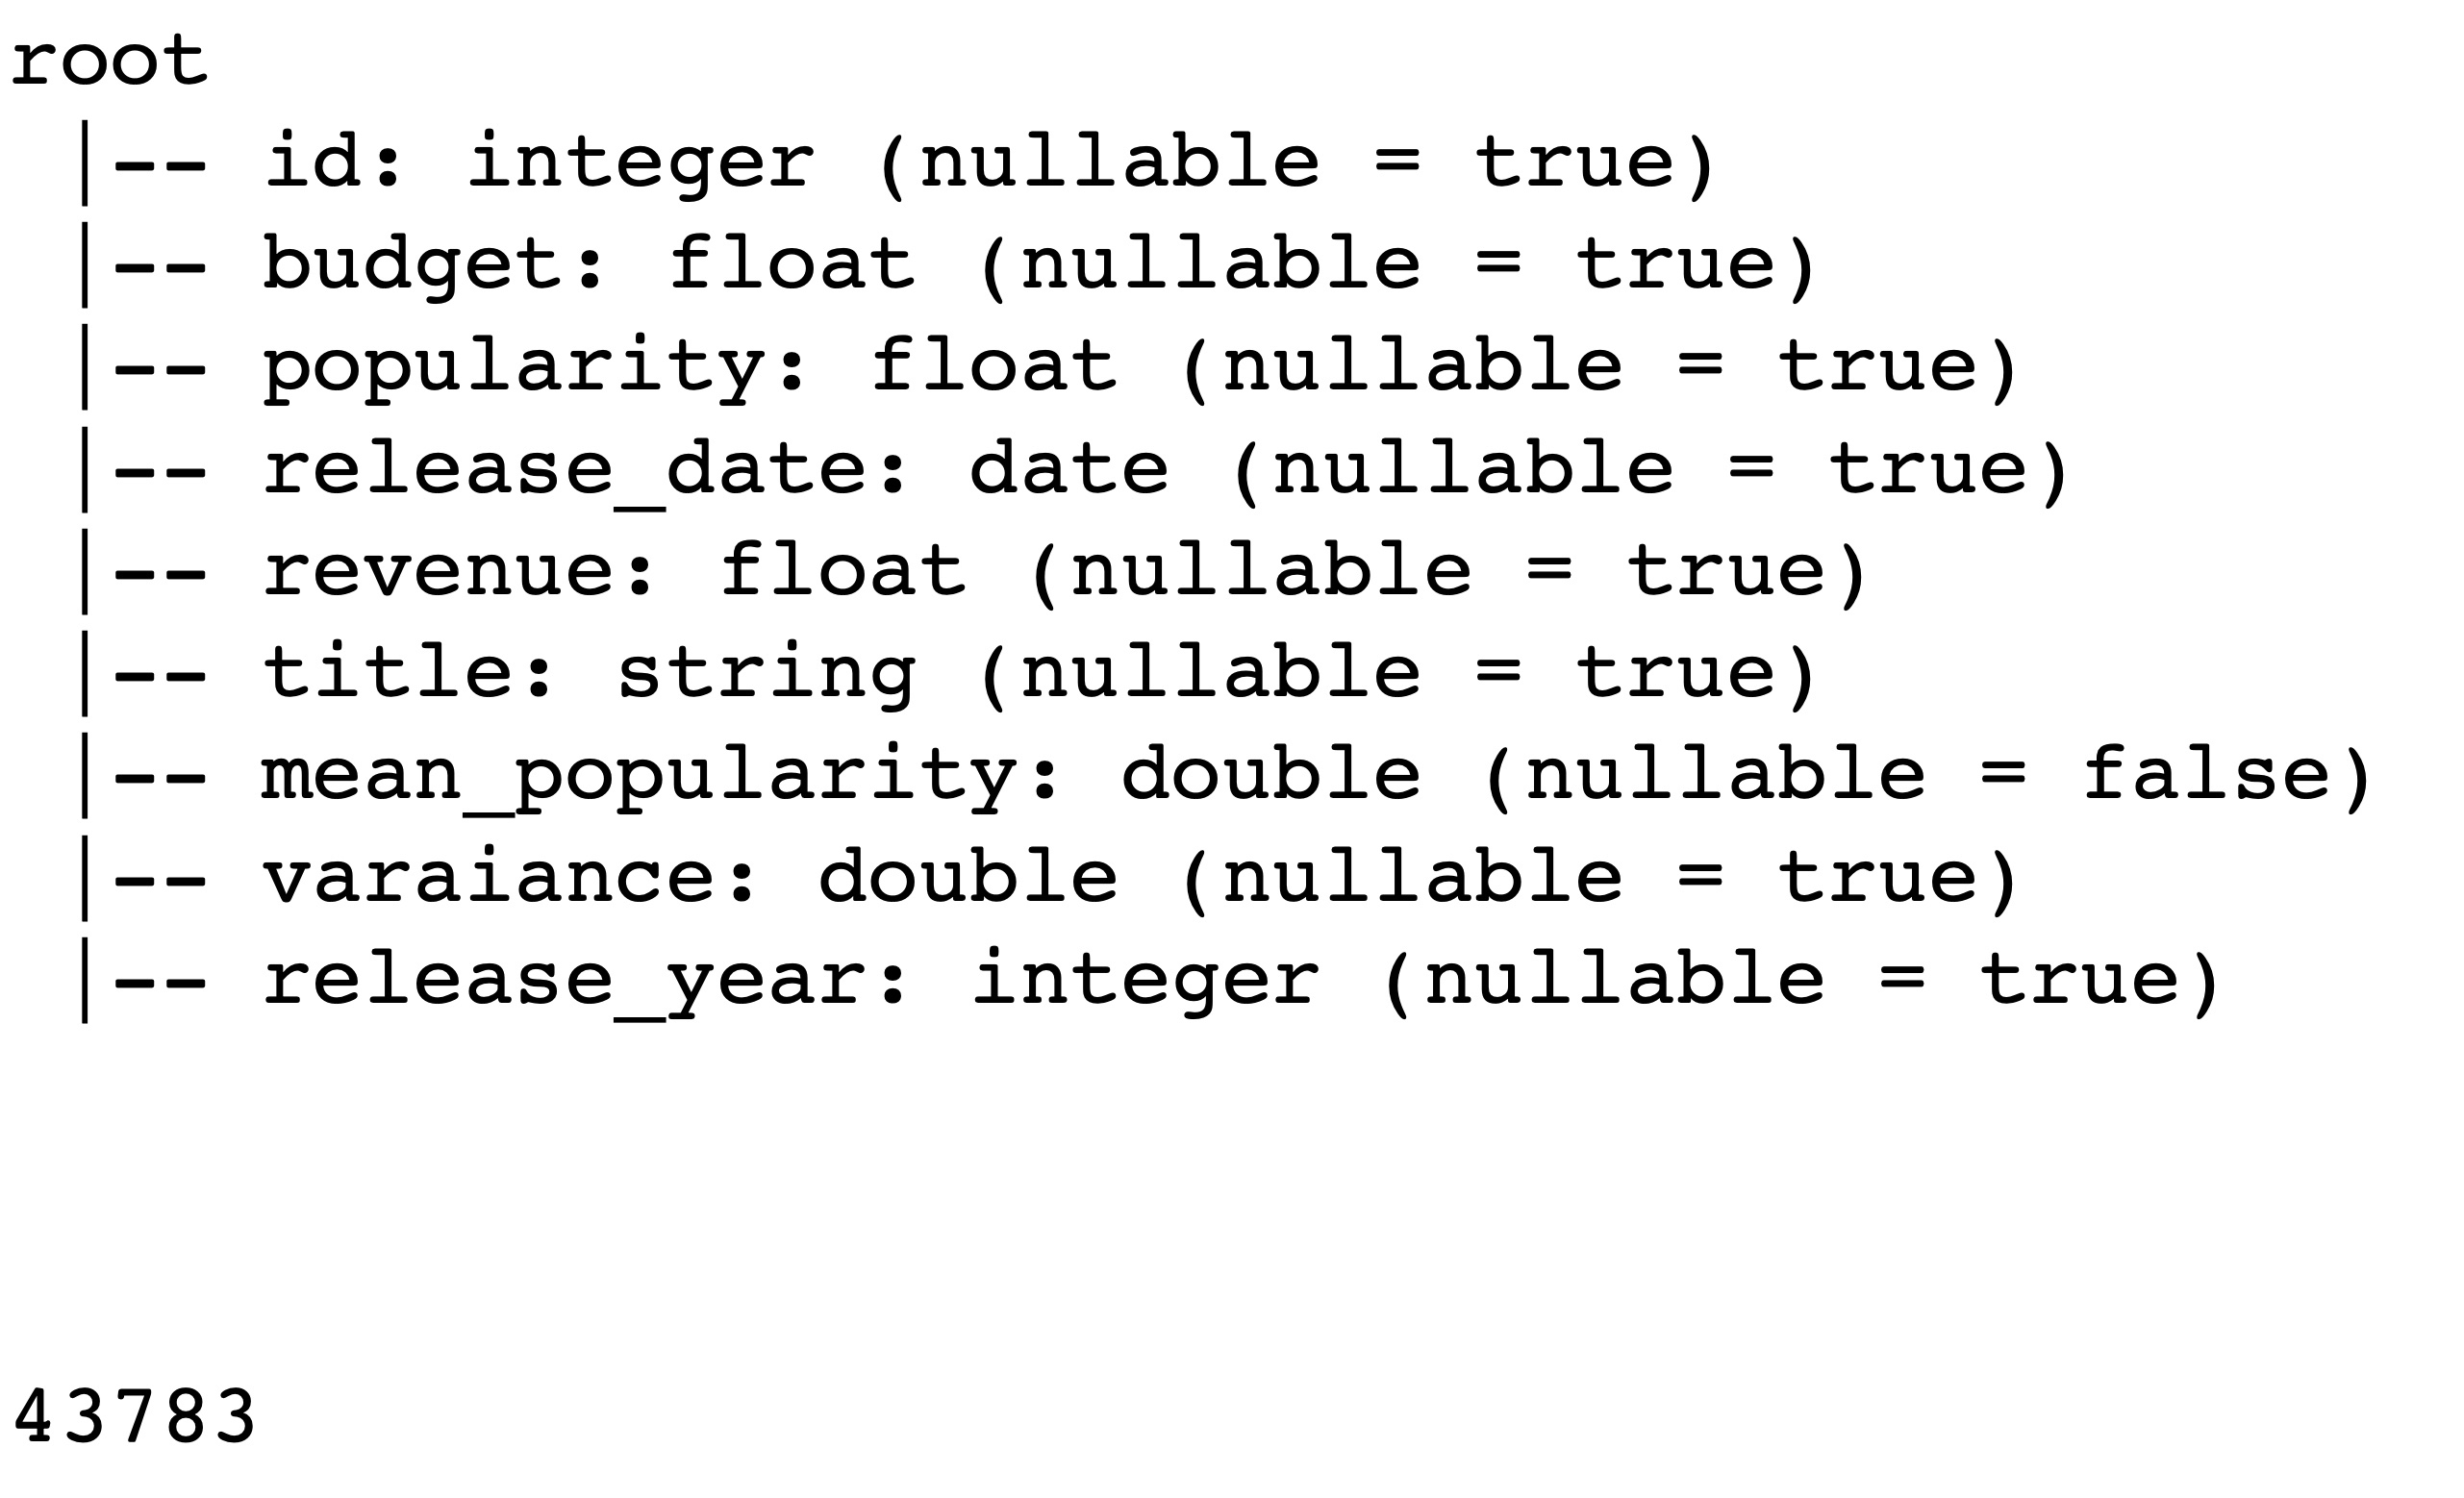 root
 |-- id: integer (nullable = true)
 |-- budget: float (nullable = true)
 |-- popularity: float (nullable = true)
 |-- release_date: date (nullable = true)
 |-- revenue: float (nullable = true)
 |-- title: string (nullable = true)
 |-- mean_popularity: double (nullable = false)
 |-- varaiance: double (nullable = true)
 |-- release_year: integer (nullable = true)
43783